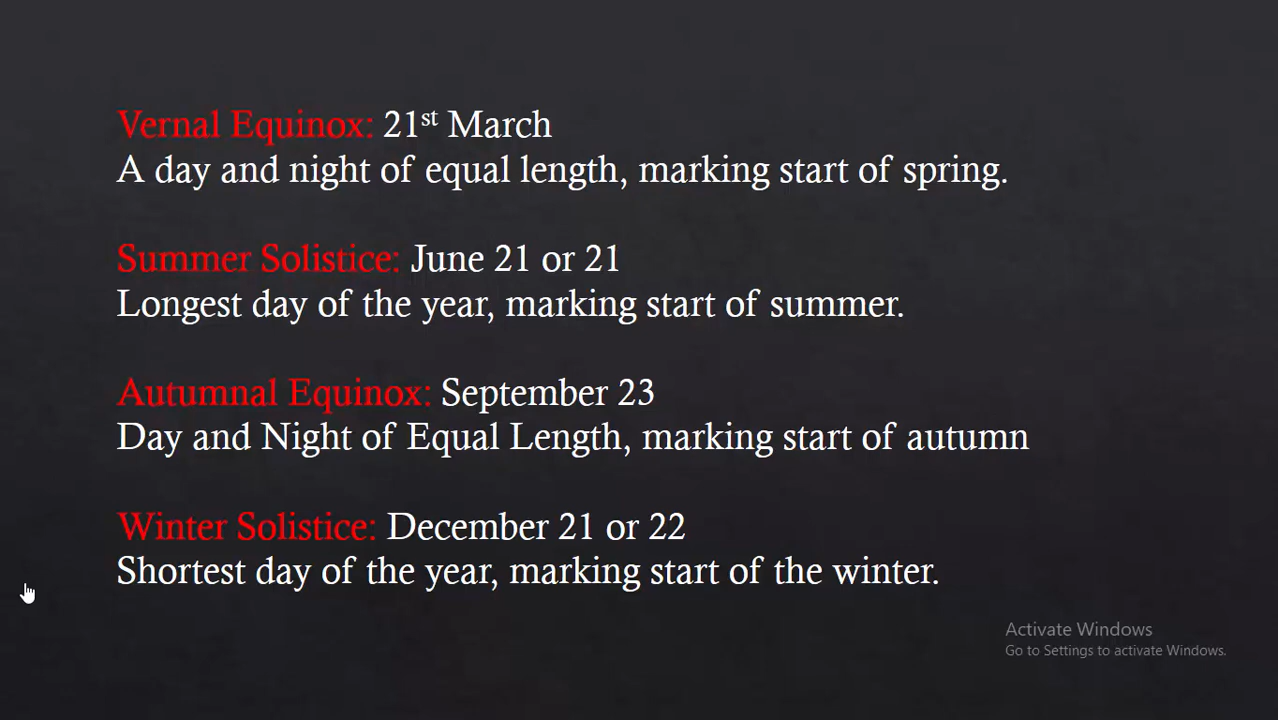 Vernal Equinox: 21st March
A day and night of equal length, marking start of spring.
Summer Solistice: June 21 or 21
Longest day of the year, marking start of summer.
Autumnal Equinox: September 23
Day and Night of Equal Length, marking start of autumn
Winter Solistice: December 21 or 22
Shortest day of the year, marking start of the winter.
Activate Windows
Go to Settings to activate Windows.